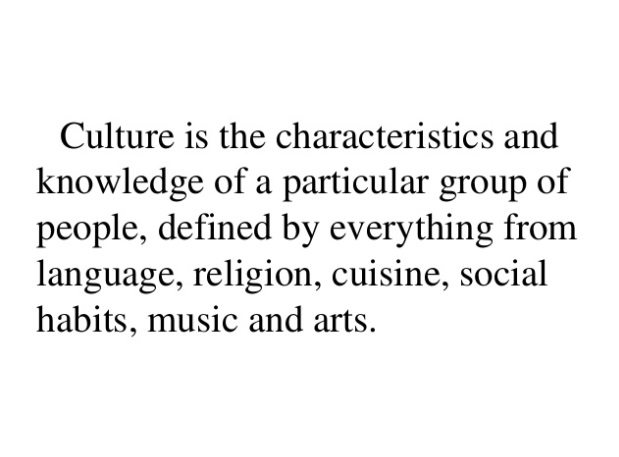 Culture is the characteristics and
knowledge of a particular group of
people, defined by everything from
language, religion, cuisine, social
habits, music and arts.